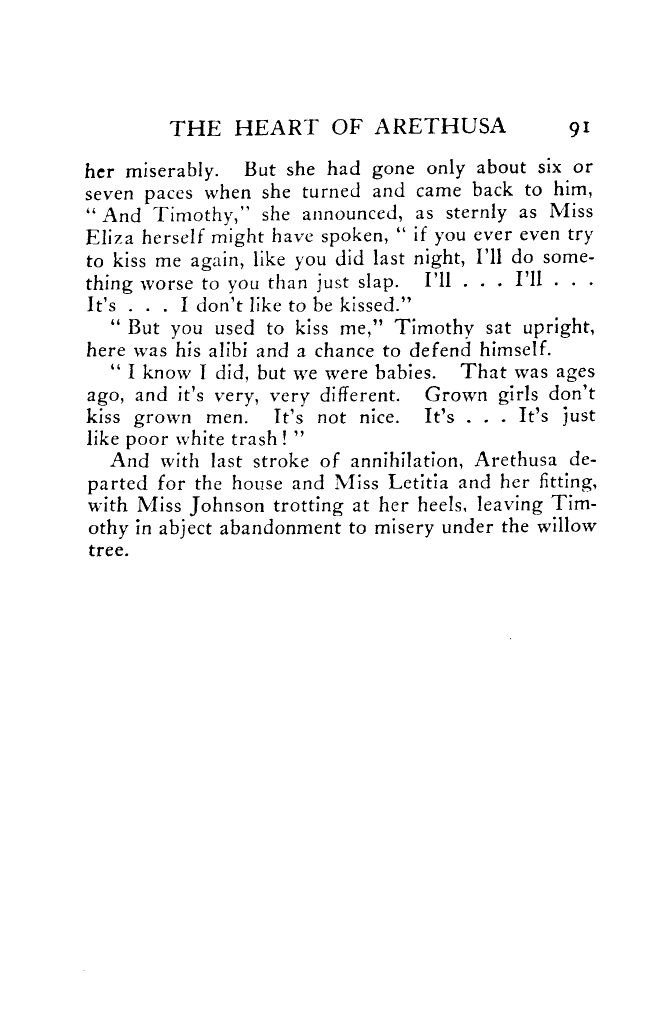 THE HEART OF ARETHUSA 91
her miserably. But she had gone only about six or
seven paces when she turned and came back to him,
“ And Timothy,” she announced, as sternly as Miss
Eliza herself might have spoken, “ if you ever even try
to kiss me again, like you did last night, I’ll do some-
thing worse to you than just slap. I’ll . . . I’ll . . .
It’s . . . I don’t like to be kissed.”
“ But you used to kiss me,” Timothy sat upright,
here was his alibi and a chance to defend himself.
“ I know I did, but we were babies. That was ages
ago, and it’s very, very different. Grown girls don’t
kiss grown men. It’s not nice. It’s . . . It’s just
like poor white trash! ”
And with last stroke of annihilation, Arethusa de-
parted for the house and Miss Letitia and her fitting,
with Miss Johnson trotting at her heels, leaving Tim-
othy in abject abandonment to misery under the willow
tree.